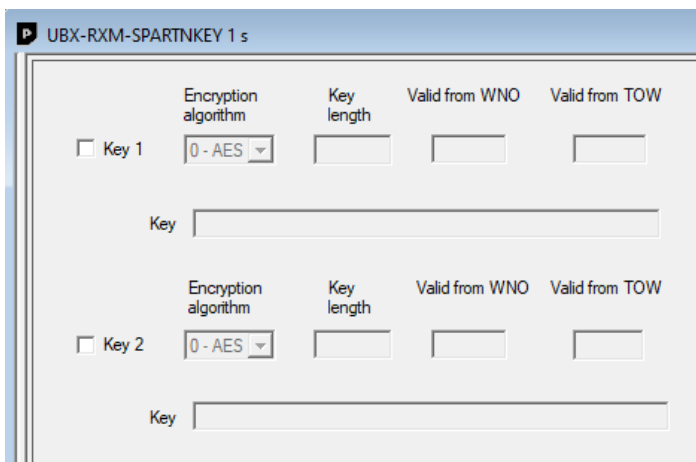 UBX-RXM-SPARTNKEY 1 s
Encryption algorithm Key length Valid from WNO Valid from TOW
Key 1 0 - AES
Key
Encryption algorithm Key length Valid from WNO Valid from TOW
Key 2 0 - AES
Key